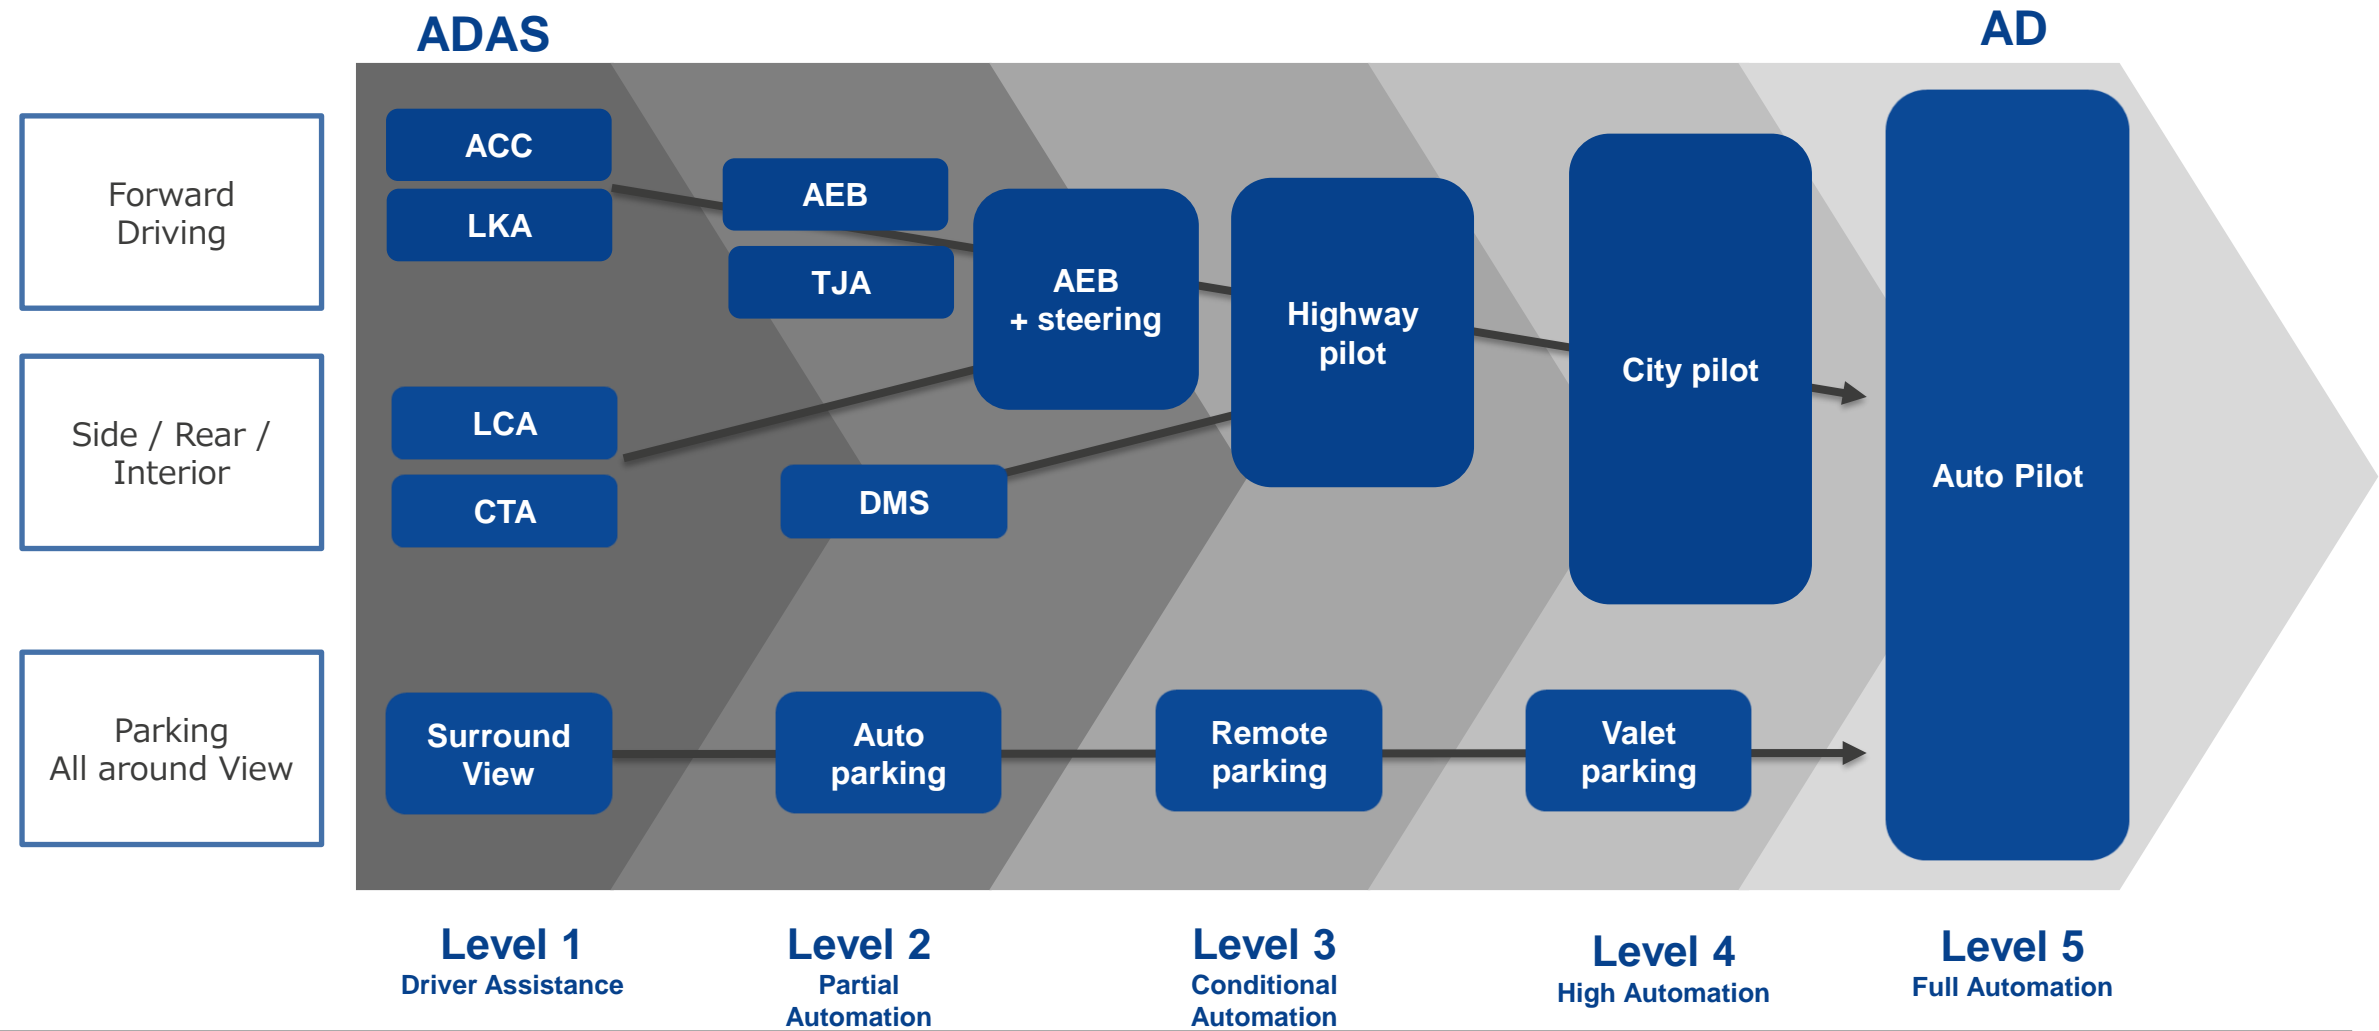 ADAS
AD
Forward
Driving
ACC
LKA
AEB
TJA
AEB
+ steering
Highway
pilot
City pilot
Auto Pilot
Side / Rear /
Interior
LCA
CTA
DMS
Parking
All around View
Surround
View
Auto
parking
Remote
parking
Valet
parking
Level 1
Driver Assistance
Level 2
Partial
Automation
Level 3
Conditional
Automation
Level 4
High Automation
Level 5
Full Automation